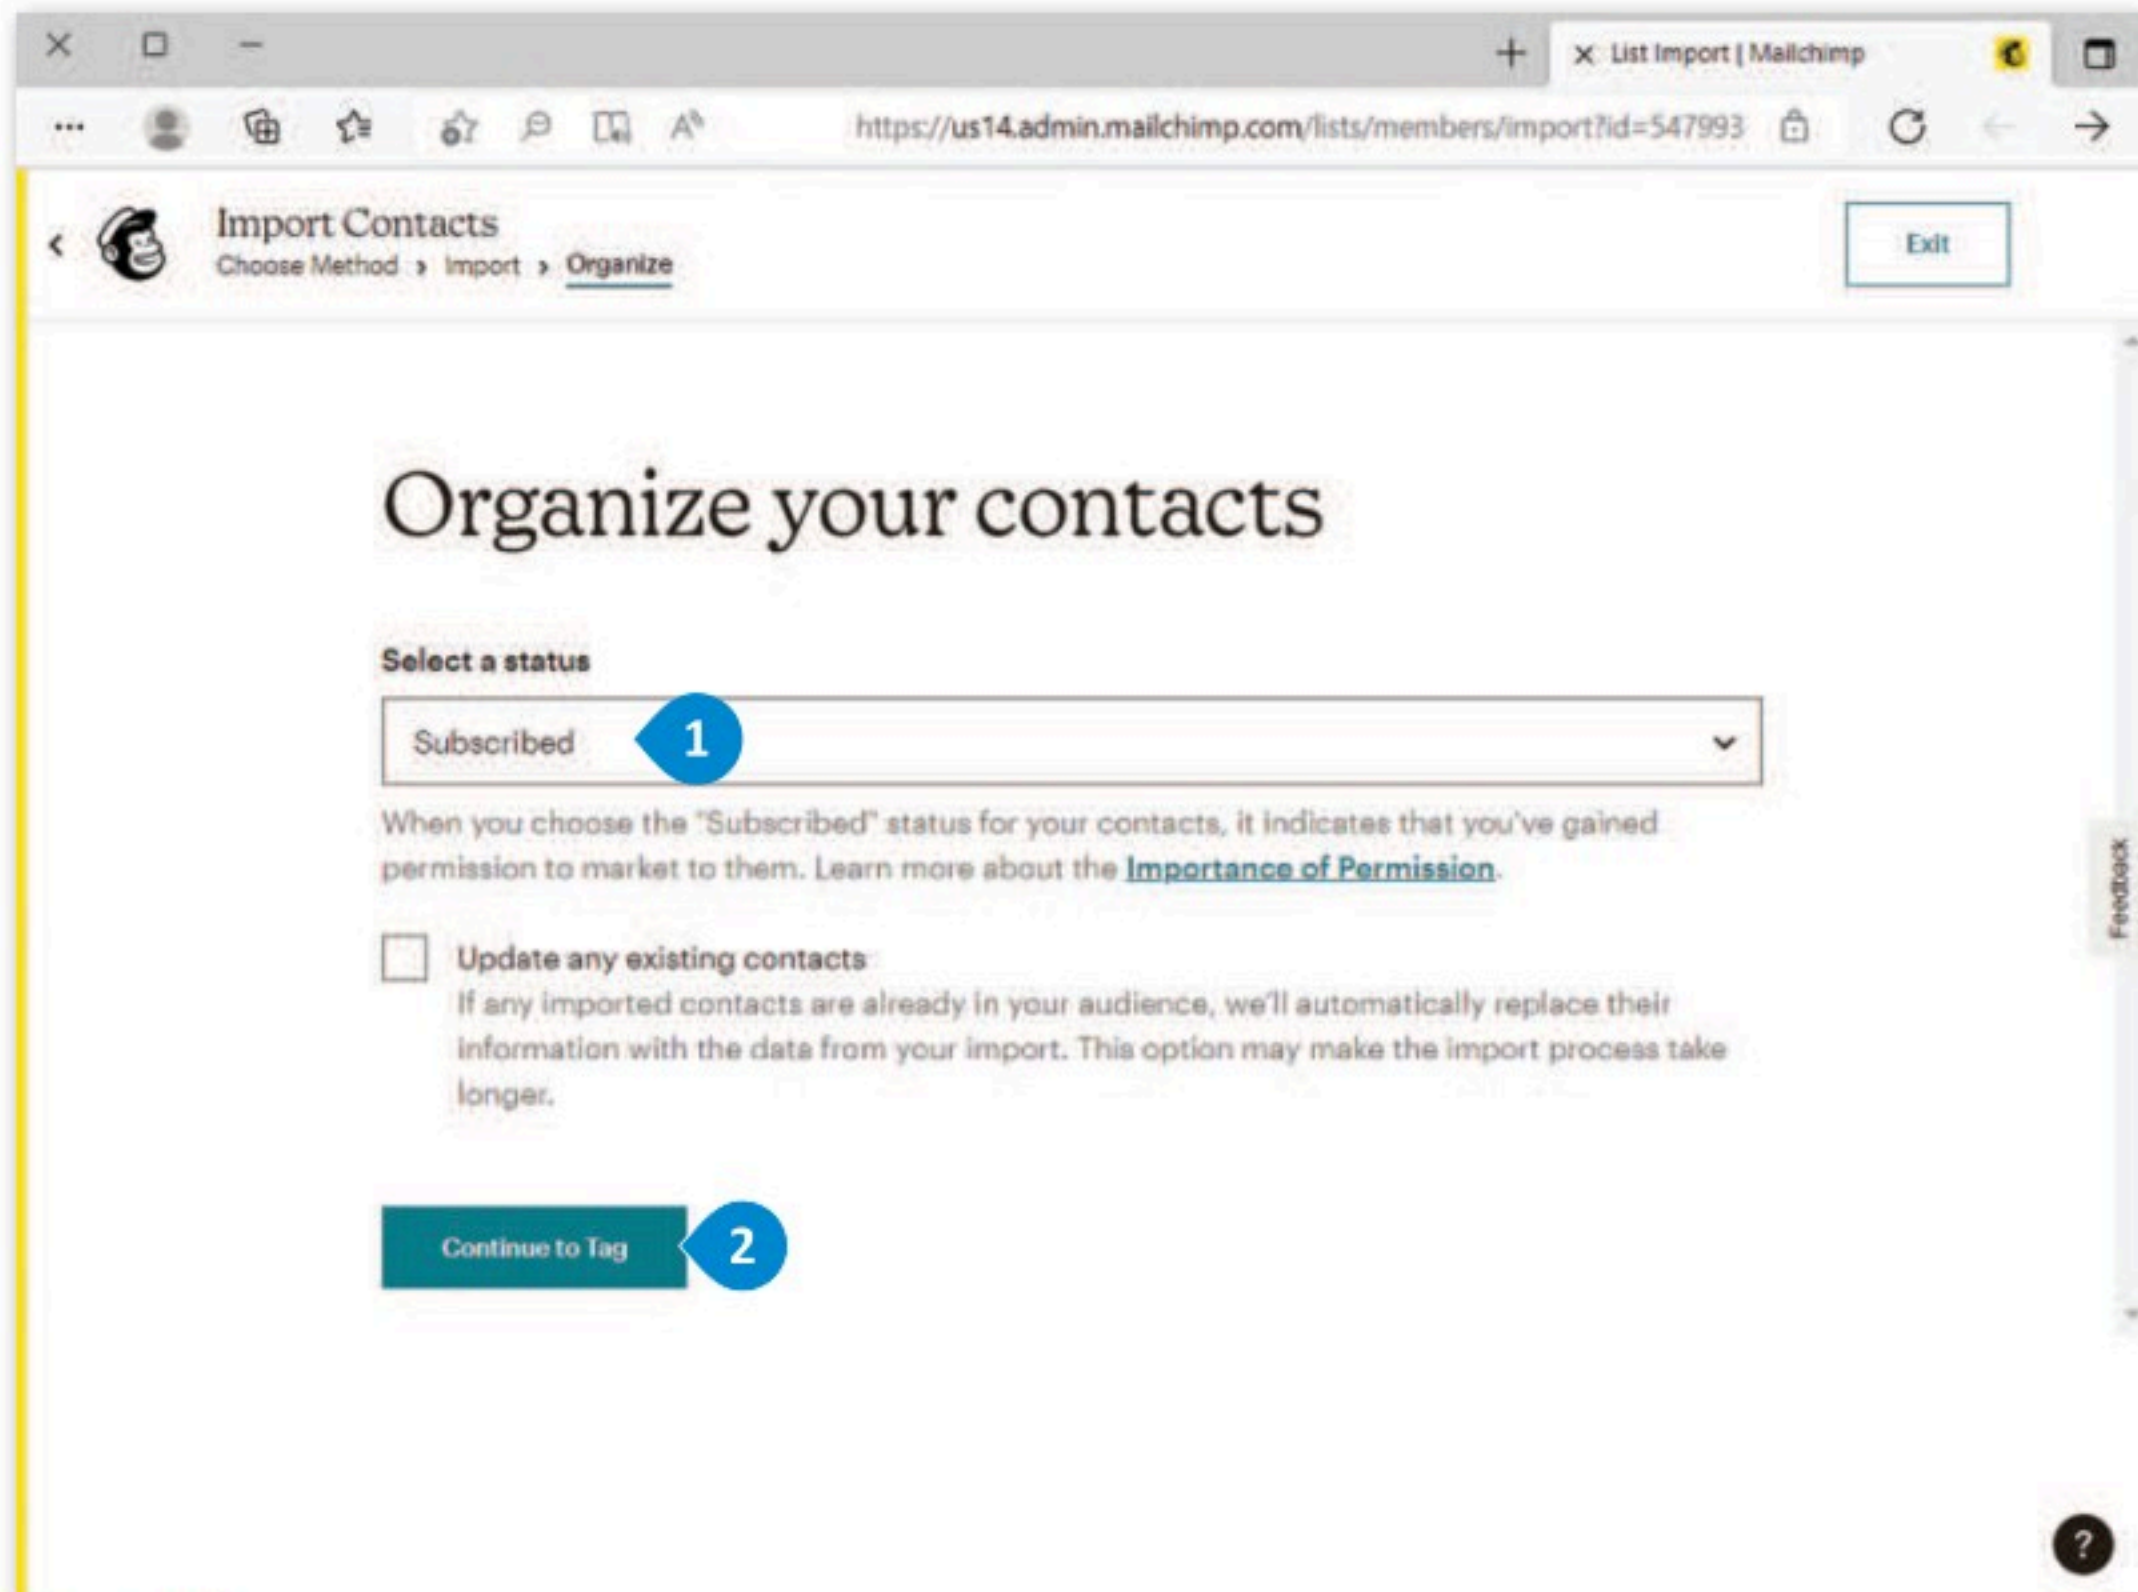 List Import | Mailchimp
https://us14.admin.mailchimp.com/lists/members/import?id=547993
Import Contacts
Choose Method › Import › Organize
Exit
Organize your contacts
Select a status
Subscribed
1
When you choose the "Subscribed" status for your contacts, it indicates that you've gained
permission to market to them. Learn more about the Importance of Permission.
Update any existing contacts
If any imported contacts are already in your audience, we'll automatically replace their
information with the data from your import. This option may make the import process take
longer.
Feedback
Continue to Tag
2
?